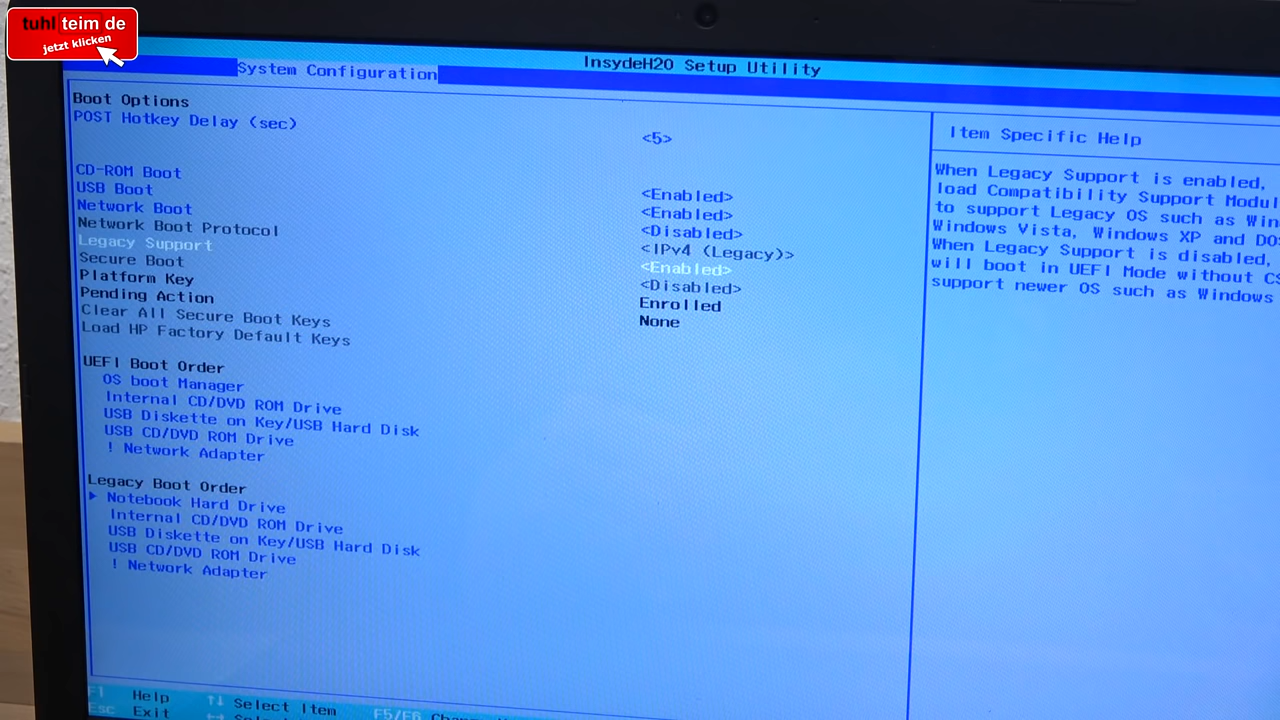 tuhl teim de
jetzt klicken
InsydeH2O Setup Utility
System Configuration
Boot Options
POST Hotkey Delay (sec) <5>
CD-ROM Boot <Enabled>
USB Boot <Enabled>
Network Boot <Disabled>
Network Boot Protocol <IPv4 (Legacy)>
Legacy Support <Enabled>
Secure Boot <Disabled>
Platform Key Enrolled
Pending Action None
Clear All Secure Boot Keys
Load HP Factory Default Keys
UEFI Boot Order
OS boot Manager
Internal CD/DVD ROM Drive
USB Diskette on Key/USB Hard Disk
USB CD/DVD ROM Drive
! Network Adapter
Legacy Boot Order
Notebook Hard Drive
Internal CD/DVD ROM Drive
USB Diskette on Key/USB Hard Disk
USB CD/DVD ROM Drive
! Network Adapter
Item Specific Help
When Legacy Support is enabled,
load Compatibility Support Modul
to support Legacy OS such as Win
Windows Vista, Windows XP and DO
When Legacy Support is disabled,
will boot in UEFI Mode without CS
support newer OS such as Windows
F1 Help ↑↓ Select Item F5/F6
Esc Exit